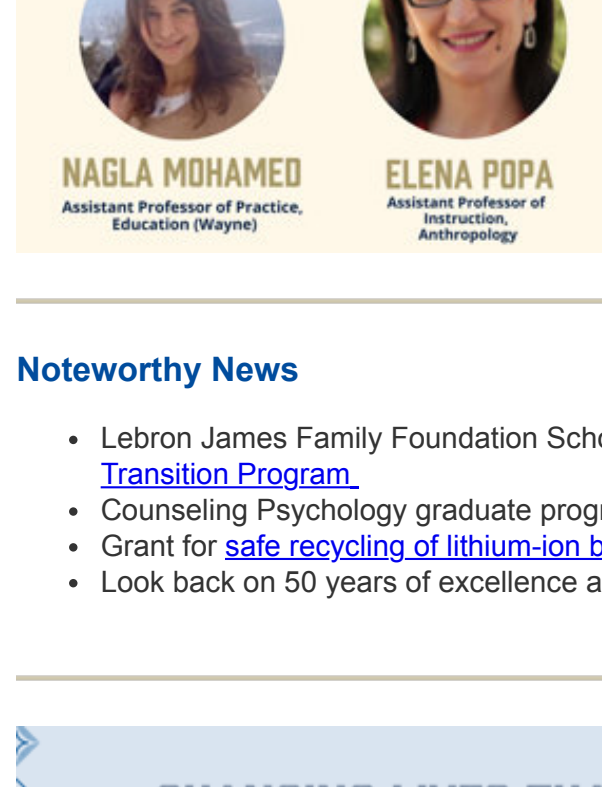 NAGLA MOHAMED
Assistant Professor of Practice,
Education (Wayne)
ELENA POPA
Assistant Professor of
Instruction,
Anthropology
Noteworthy News
• Lebron James Family Foundation
Transition Program
• Counseling Psychology graduate
• Grant for safe recycling of lithium-ion
• Look back on 50 years of excellence